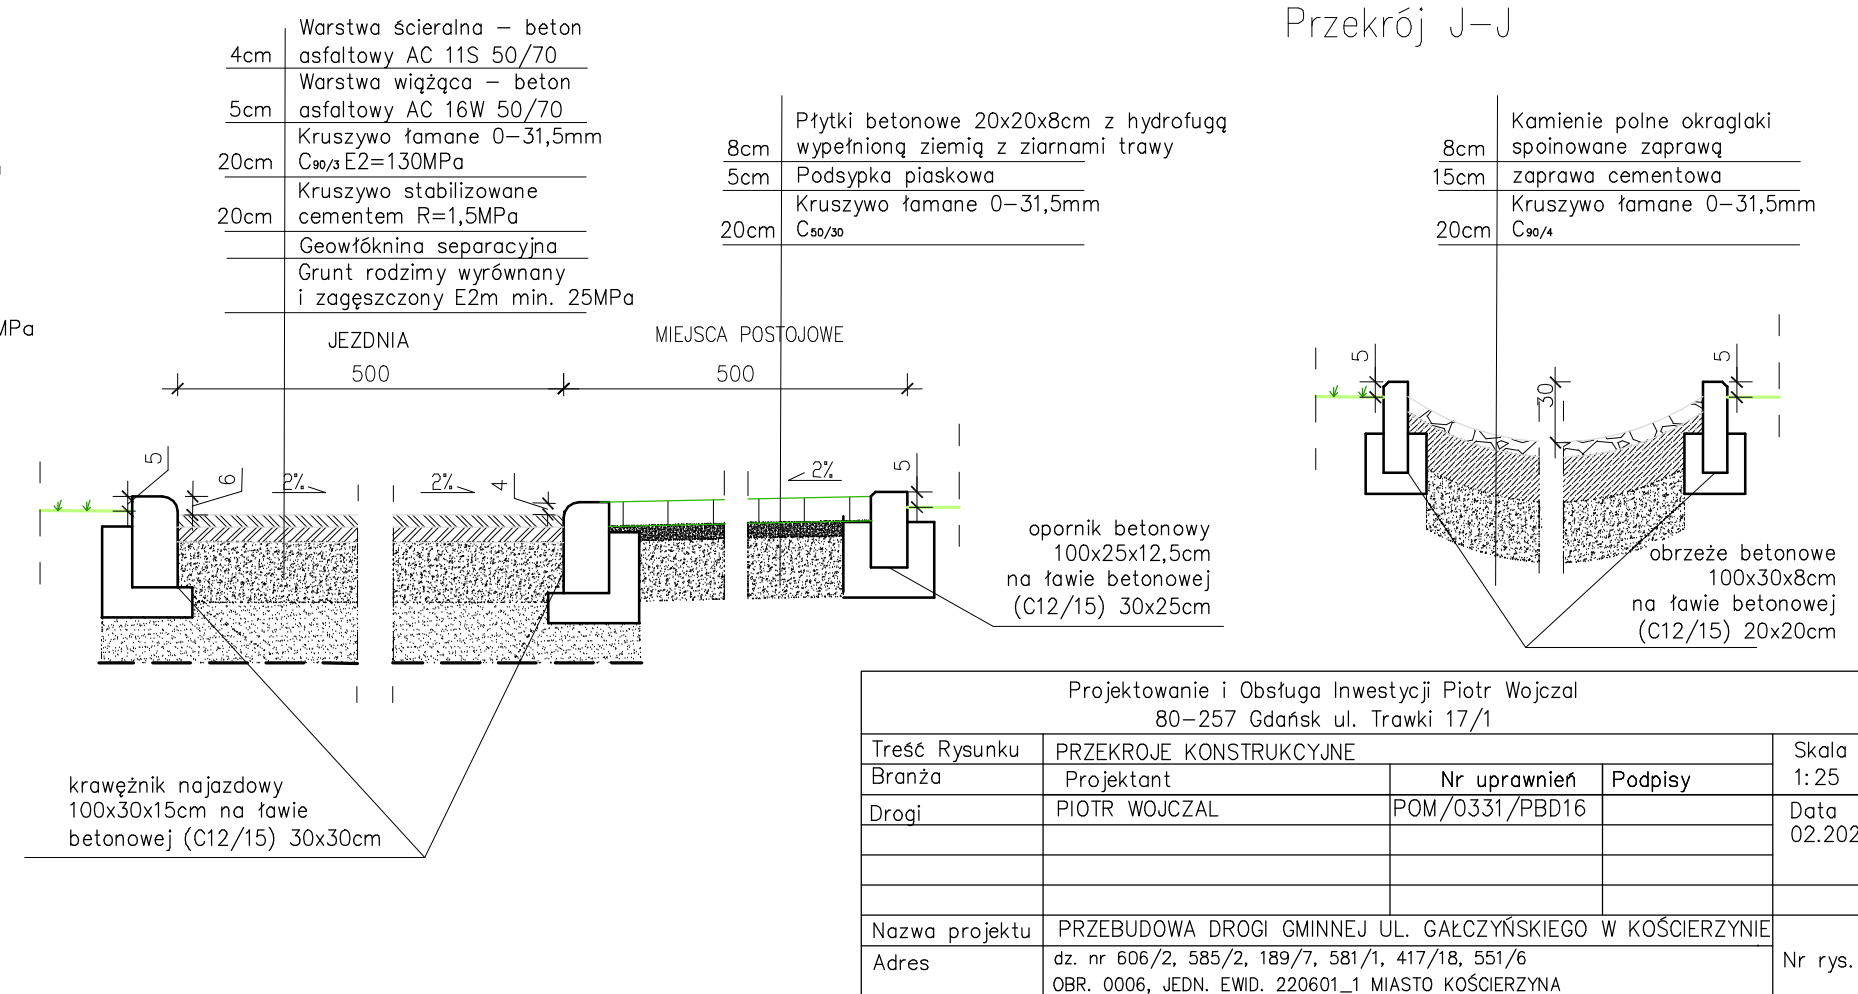 Przekrój J-J
Warstwa ścieralna – beton
4cm asfaltowy AC 11S 50/70
Warstwa wiążąca – beton
5cm asfaltowy AC 16W 50/70
Kruszywo łamane 0-31,5mm
20cm C90/3 E2=130MPa
Kruszywo stabilizowane
20cm cementem R=1,5MPa
Geowłóknina separacyjna
Grunt rodzimy wyrównany
i zagęszczony E2m min. 25MPa
MPa
Płytki betonowe 20x20x8cm z hydrofugą
8cm wypełnioną ziemią z ziarnami trawy
5cm Podsypka piaskowa
Kruszywo łamane 0-31,5mm
20cm C50/30
Kamienie polne okraglaki
8cm spoinowane zaprawą
15cm zaprawa cementowa
Kruszywo łamane 0-31,5mm
20cm C90/4
JEZDNIA
MIEJSCA POSTOJOWE
500
500
5
6
2%
2%
4
2%
5
5
30
5
opornik betonowy
100x25x12,5cm
na ławie betonowej
(C12/15) 30x25cm
obrzeże betonowe
100x30x8cm
na ławie betonowej
(C12/15) 20x20cm
krawężnik najazdowy
100x30x15cm na ławie
betonowej (C12/15) 30x30cm
Projektowanie i Obsługa Inwestycji Piotr Wojczal
80-257 Gdańsk ul. Trawki 17/1
Treść Rysunku PRZEKROJE KONSTRUKCYJNE Skala
Branża Projektant Nr uprawnień Podpisy 1:25
Drogi PIOTR WOJCZAL POM/0331/PBD16 Data
02.202
Nazwa projektu PRZEBUDOWA DROGI GMINNEJ UL. GAŁCZYŃSKIEGO W KOŚCIERZYNIE
Adres dz. nr 606/2, 585/2, 189/7, 581/1, 417/18, 551/6 Nr rys.
OBR. 0006, JEDN. EWID. 220601_1 MIASTO KOŚCIERZYNA